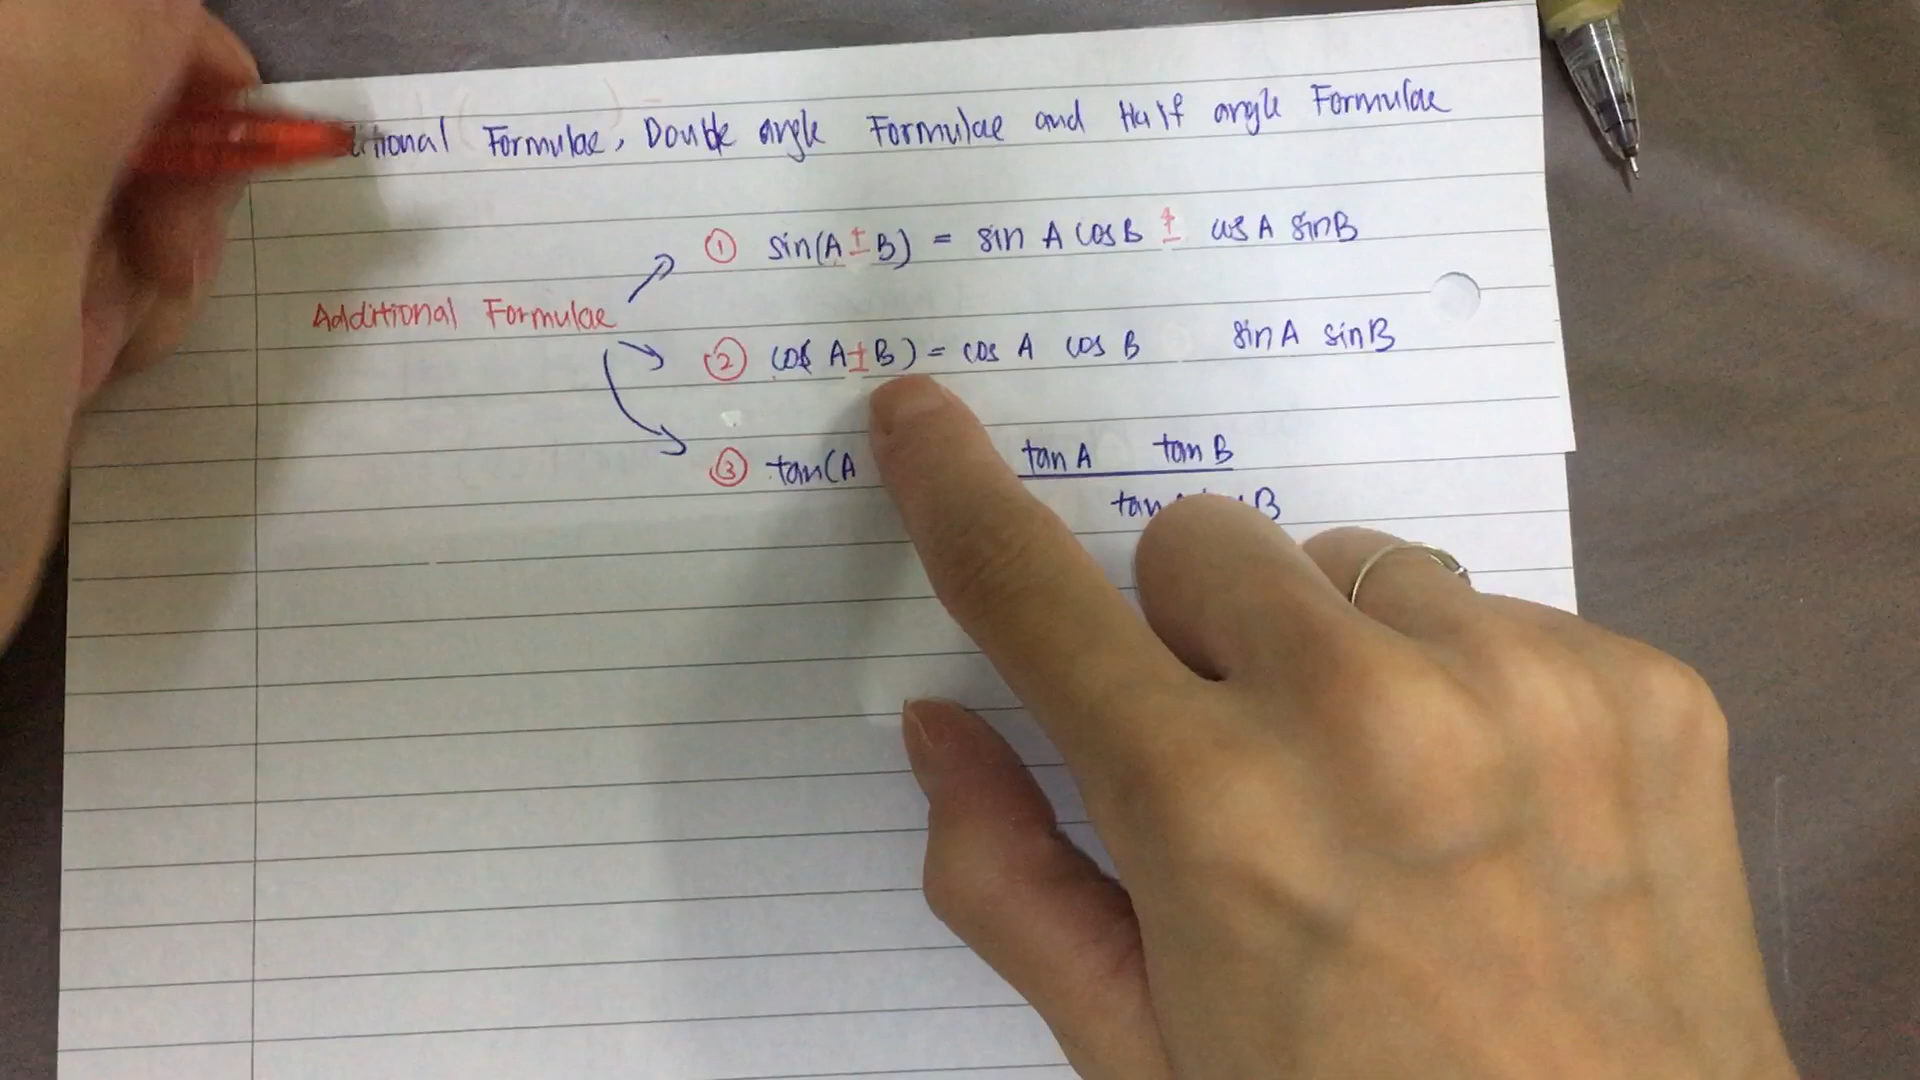 Formulae, Double angle Formulae and Half angle Formulae
① sin(A ± B) = sin A cos B ± cos A sin B
Additional Formulae
② cos( A ± B ) = cos A cos B sin A sin B
③ tan(A tan A tan B
B